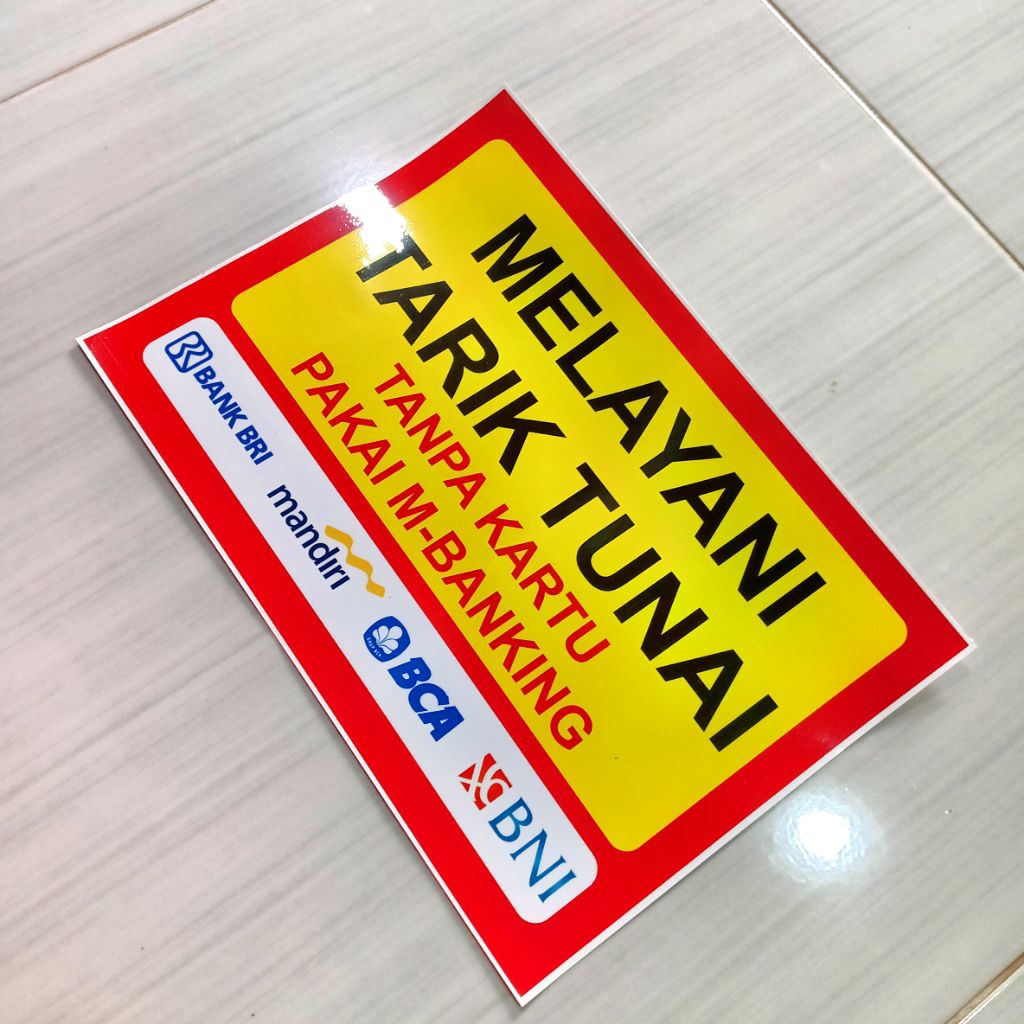 MELAYANI
TARIK TUNAI
TANPA KARTU
PAKAI M-BANKING
BANK BRI
mandiri
BCA
BNI